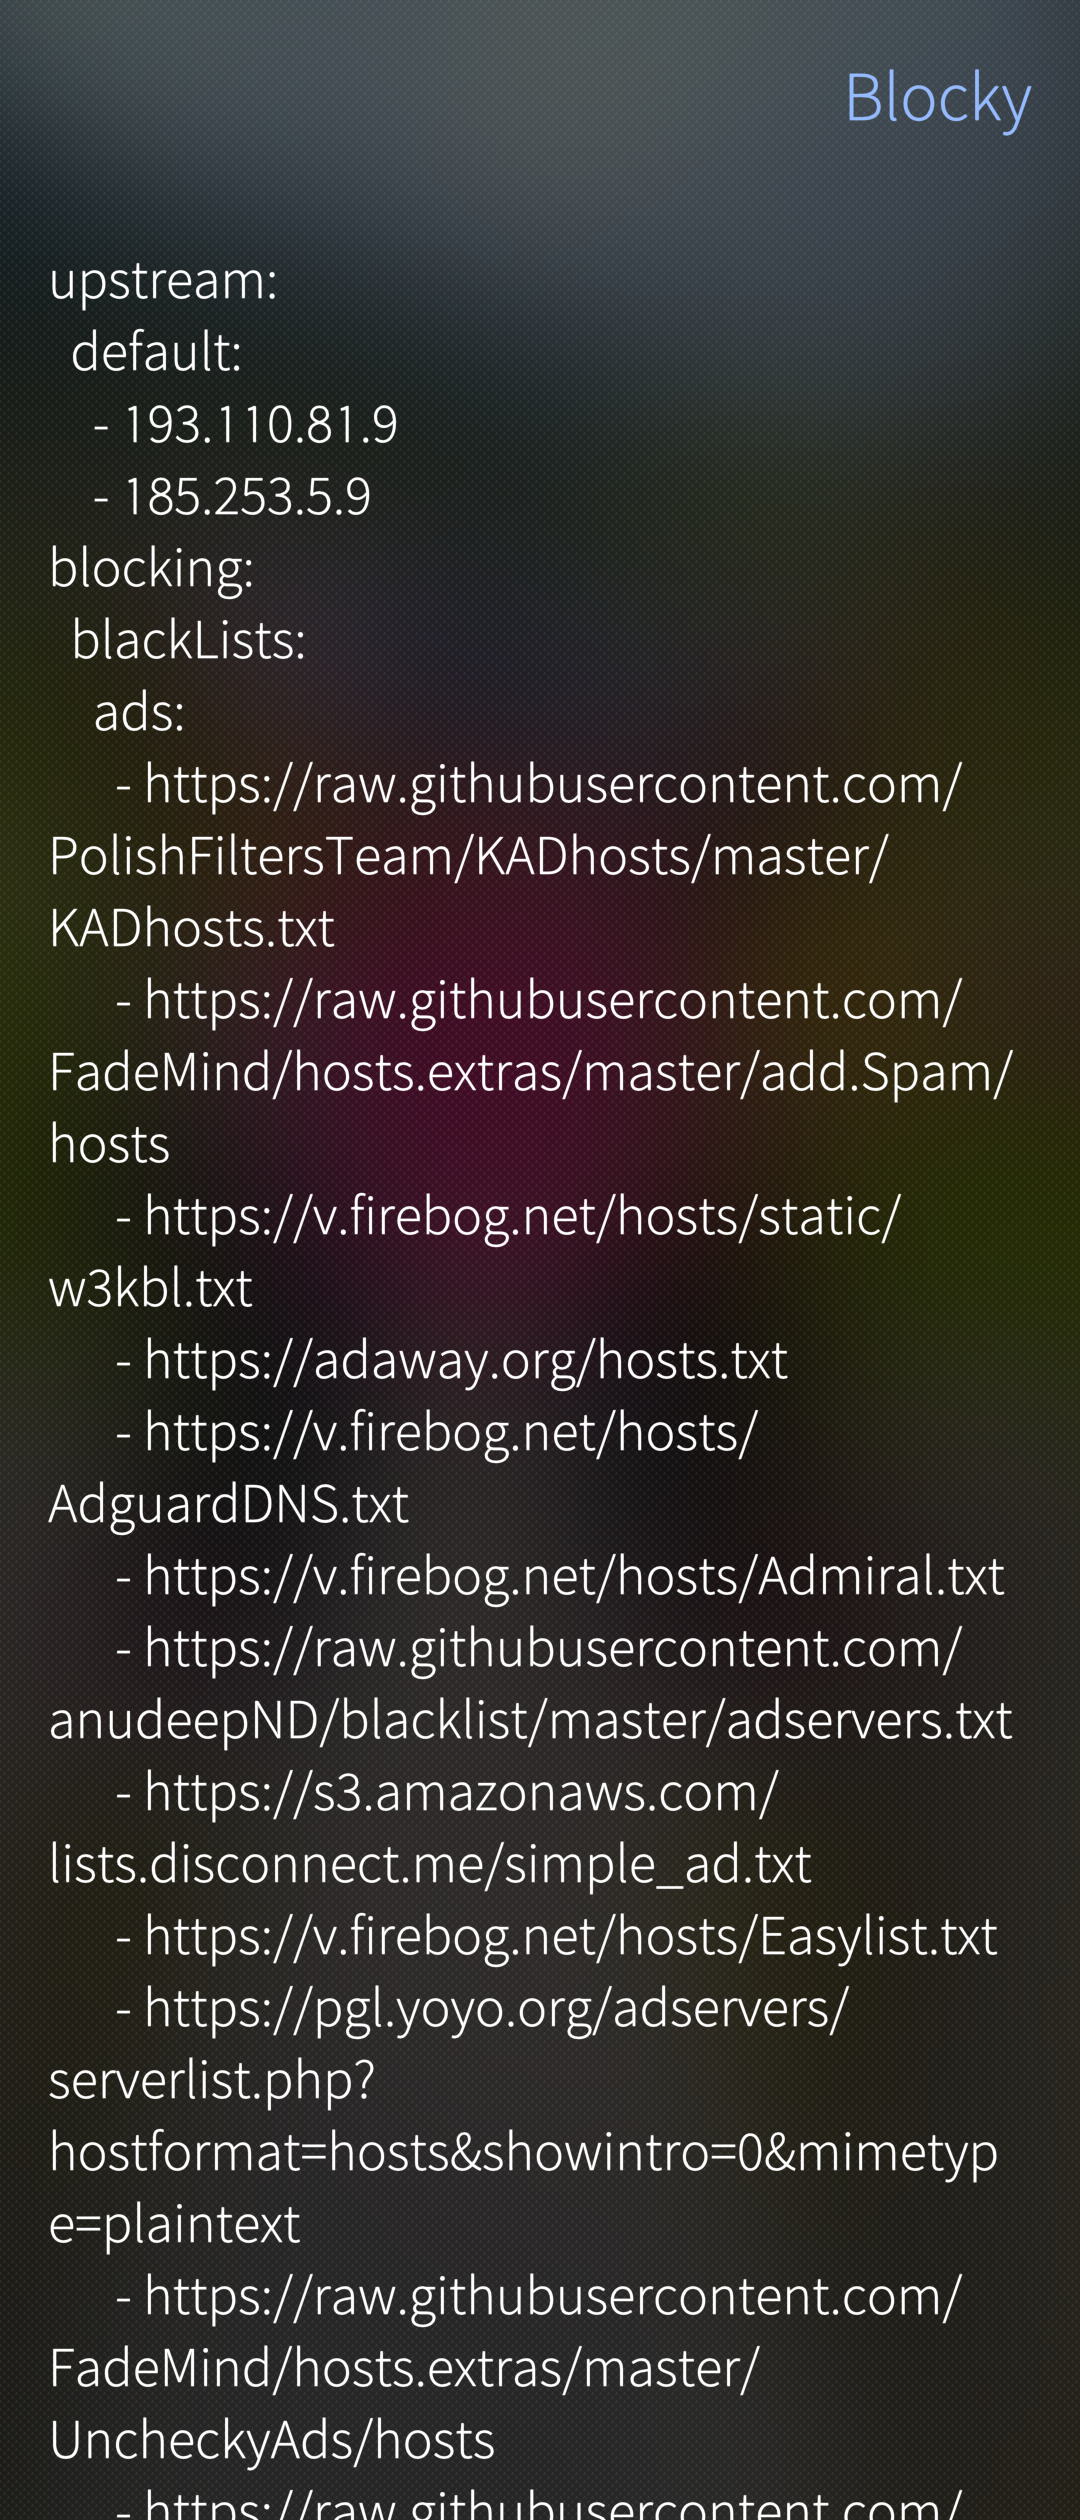 Blocky
upstream:
  default:
    - 193.110.81.9
    - 185.253.5.9
blocking:
  blackLists:
    ads:
      - https://raw.githubusercontent.com/
PolishFiltersTeam/KADhosts/master/
KADhosts.txt
      - https://raw.githubusercontent.com/
FadeMind/hosts.extras/master/add.Spam/
hosts
      - https://v.firebog.net/hosts/static/
w3kbl.txt
      - https://adaway.org/hosts.txt
      - https://v.firebog.net/hosts/
AdguardDNS.txt
      - https://v.firebog.net/hosts/Admiral.txt
      - https://raw.githubusercontent.com/
anudeepND/blacklist/master/adservers.txt
      - https://s3.amazonaws.com/
lists.disconnect.me/simple_ad.txt
      - https://v.firebog.net/hosts/Easylist.txt
      - https://pgl.yoyo.org/adservers/
serverlist.php?
hostformat=hosts&showintro=0&mimetyp
e=plaintext
      - https://raw.githubusercontent.com/
FadeMind/hosts.extras/master/
UncheckyAds/hosts
      - https://raw.githubusercontent.com/